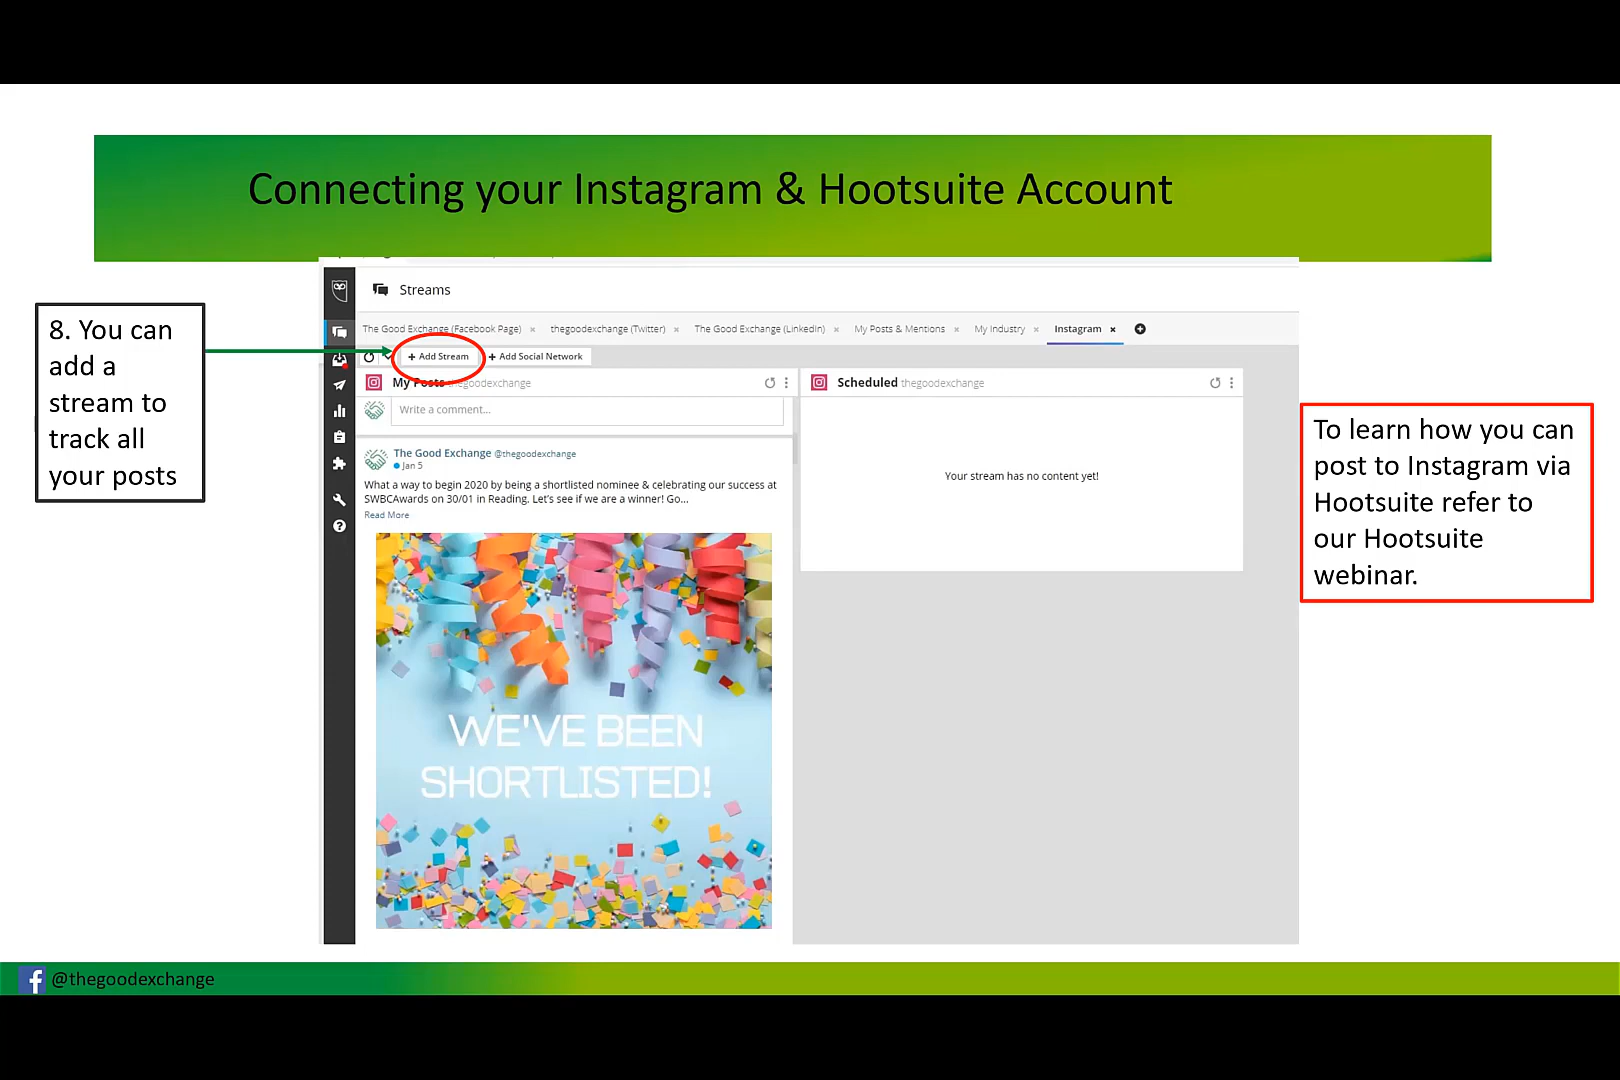 Connecting your Instagram & Hootsuite Account
8. You can
add a
stream to
track all
your posts
Streams
The Good Exchange (Facebook Page) × thegoodexchange (Twitter) × The Good Exchange (LinkedIn) × My Posts & Mentions × My Industry × Instagram ×
+ Add Stream + Add Social Network
My Posts thegoodexchange
Write a comment...
The Good Exchange @thegoodexchange
Jan 5
What a way to begin 2020 by being a shortlisted nominee & celebrating our success at
SWBCAwards on 30/01 in Reading. Let's see if we are a winner! Go...
Read More
WE'VE BEEN
SHORTLISTED!
Scheduled thegoodexchange
Your stream has no content yet!
To learn how you can
post to Instagram via
Hootsuite refer to
our Hootsuite
webinar.
@thegoodexchange